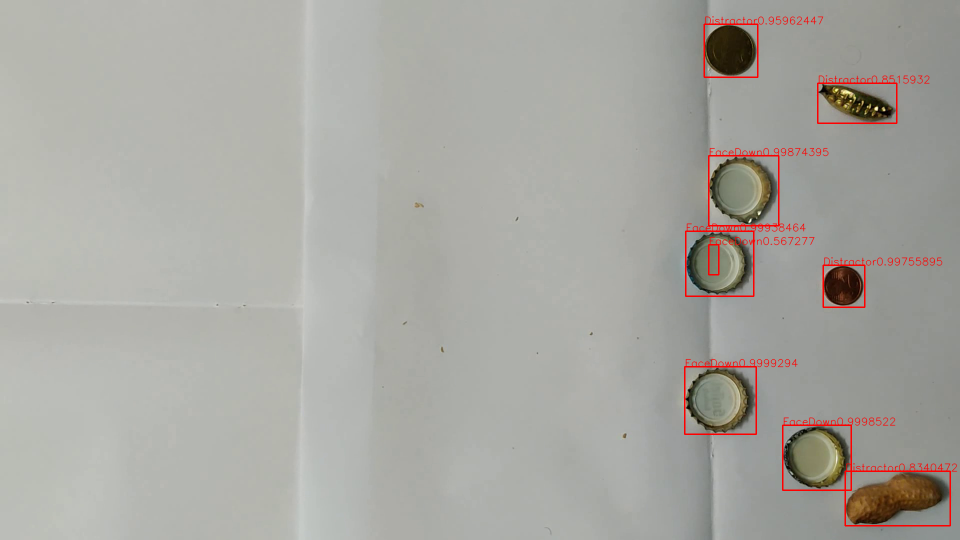 Distractor0.95962447
Distractor0.8515932
FaceDown0.99874395
FaceDown0.99938464
FaceDown0.567277
Distractor0.99755895
FaceDown0.9999294
FaceDown0.9998522
Distractor0.8340472